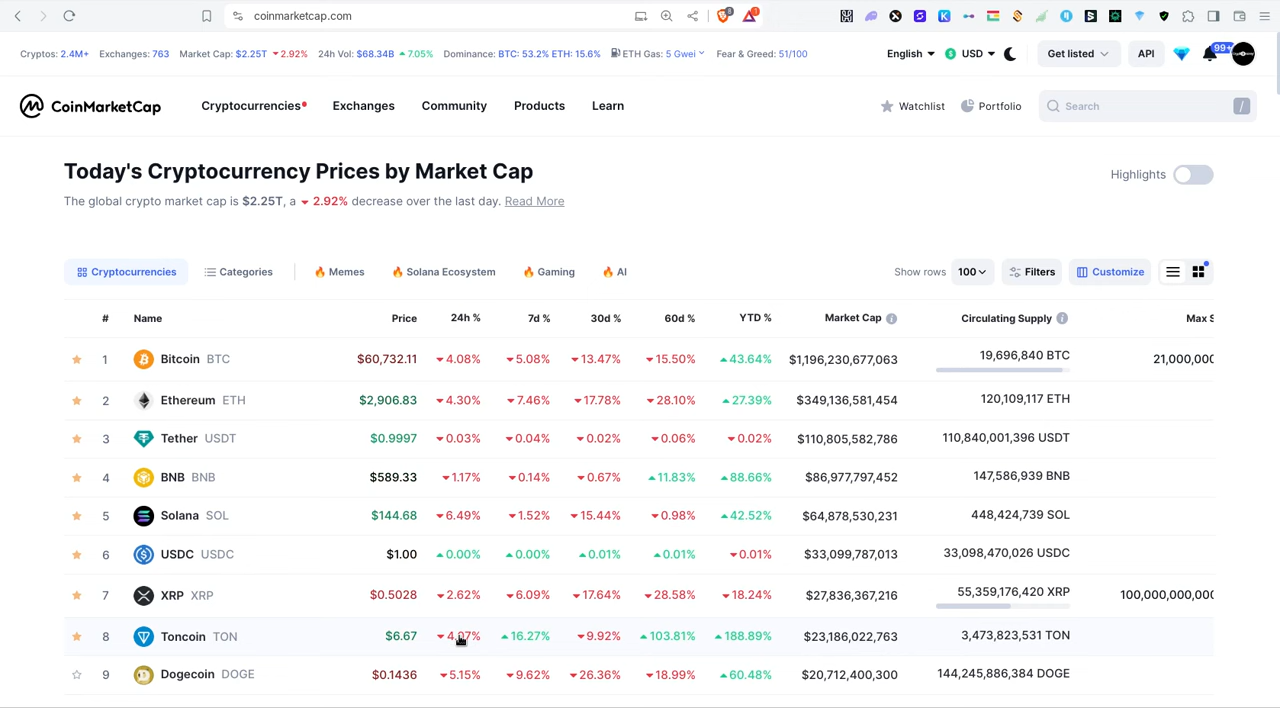 coinmarketcap.com
Cryptos: 2.4M+ Exchanges: 763 Market Cap: $2.25T 2.92% 24h Vol: $68.34B 7.05% Dominance: BTC: 53.2% ETH: 15.6% ETH Gas: 5 Gwei Fear & Greed: 51/100 English USD Get listed API 99+
CoinMarketCap Cryptocurrencies Exchanges Community Products Learn Watchlist Portfolio Search /
Today's Cryptocurrency Prices by Market Cap Highlights
The global crypto market cap is $2.25T, a 2.92% decrease over the last day. Read More
Cryptocurrencies Categories Memes Solana Ecosystem Gaming AI Show rows 100 Filters Customize
# Name Price 24h % 7d % 30d % 60d % YTD % Market Cap Circulating Supply Max S
1 Bitcoin BTC $60,732.11 4.08% 5.08% 13.47% 15.50% 43.64% $1,196,230,677,063 19,696,840 BTC 21,000,000
2 Ethereum ETH $2,906.83 4.30% 7.46% 17.78% 28.10% 27.39% $349,136,581,454 120,109,117 ETH
3 Tether USDT $0.9997 0.03% 0.04% 0.02% 0.06% 0.02% $110,805,582,786 110,840,001,396 USDT
4 BNB BNB $589.33 1.17% 0.14% 0.67% 11.83% 88.66% $86,977,797,452 147,586,939 BNB
5 Solana SOL $144.68 6.49% 1.52% 15.44% 0.98% 42.52% $64,878,530,231 448,424,739 SOL
6 USDC USDC $1.00 0.00% 0.00% 0.01% 0.01% 0.01% $33,099,787,013 33,098,470,026 USDC
7 XRP XRP $0.5028 2.62% 6.09% 17.64% 28.58% 18.24% $27,836,367,216 55,359,176,420 XRP 100,000,000,000
8 Toncoin TON $6.67 16.27% 9.92% 103.81% 188.89% $23,186,022,763 3,473,823,531 TON
9 Dogecoin DOGE $0.1436 5.15% 9.62% 26.36% 18.99% 60.48% $20,712,400,300 144,245,886,384 DOGE